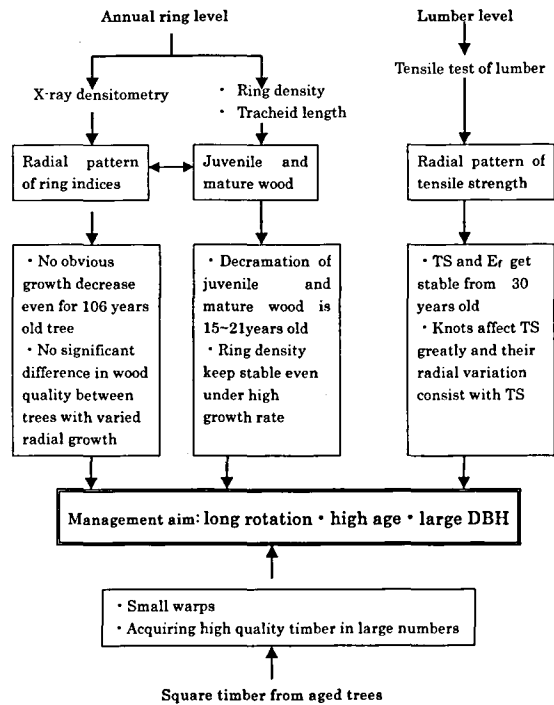 Annual ring level
Lumber level
X-ray densitometry
・ Ring density
・ Tracheid length
Tensile test of lumber
Radial pattern
of ring indices
Juvenile and
mature wood
Radial pattern of
tensile strength
・No obvious
growth decrease
even for 106 years
old tree
・No significant
difference in wood
quality between
trees with varied
radial growth
・Decramation of
juvenile and
mature wood is
15~21years old
・Ring density
keep stable even
under high
growth rate
・TS and Ef get
stable from 30
years old
・Knots affect TS
greatly and their
radial variation
consist with TS
Management aim: long rotation・high age・large DBH
・Small warps
・Acquiring high quality timber in large numbers
Square timber from aged trees